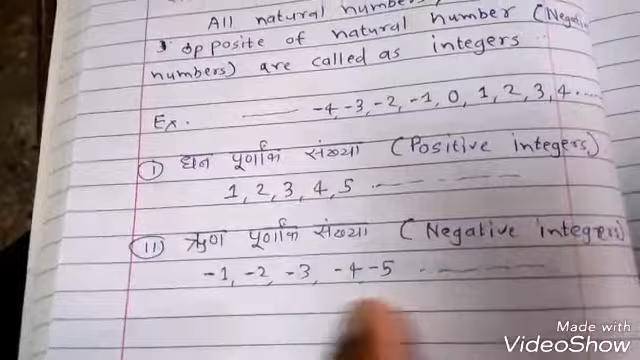 All natural number,
opposite of natural number (Negative
numbers) are called as integers
Ex. -4, -3, -2, -1, 0, 1, 2, 3, 4 .....
(i) धन पूर्णांक संख्या (Positive integers)
1, 2, 3, 4, 5 ...
(ii) ऋण पूर्णांक संख्या (Negative integers)
-1, -2, -3, -4 -5 ...
Made With
VideoShow